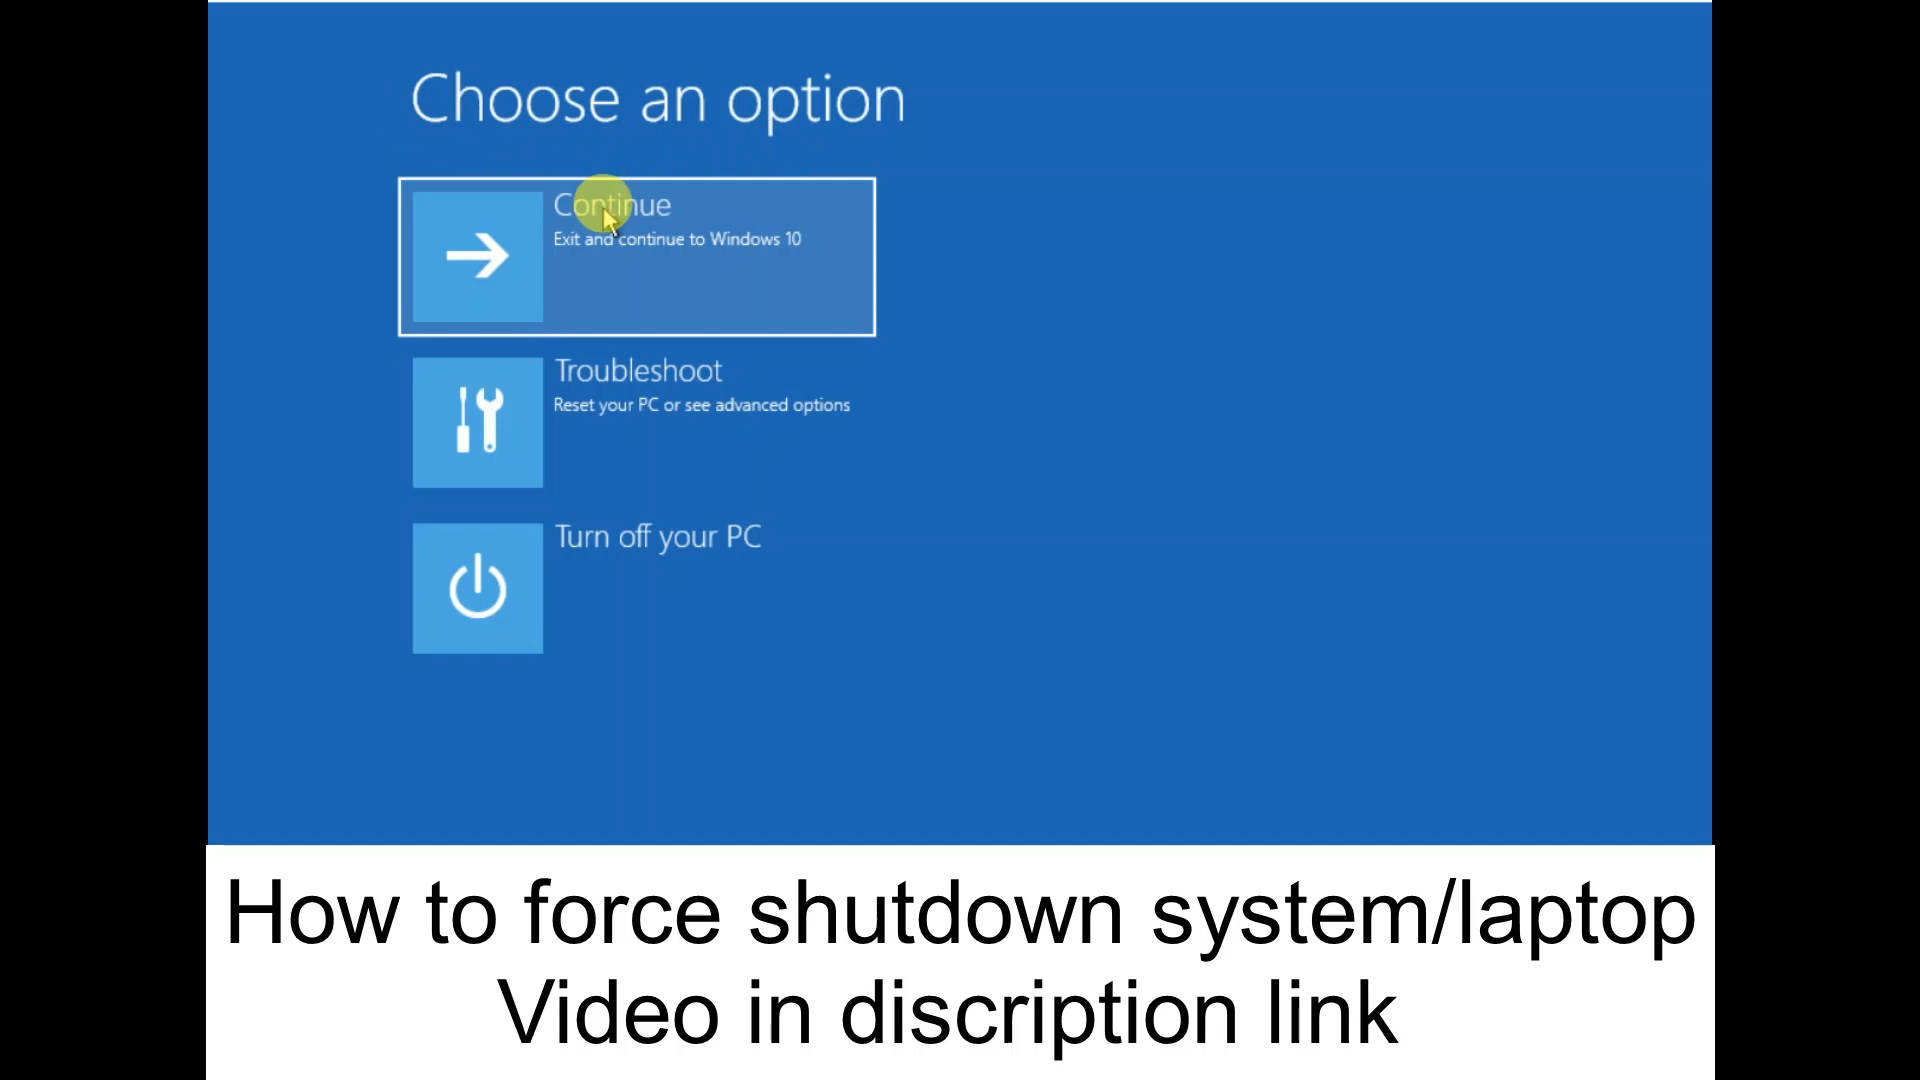 Choose an option
Continue
Exit and continue to Windows 10
Troubleshoot
Reset your PC or see advanced options
Turn off your PC
How to force shutdown system/laptop
Video in discription link